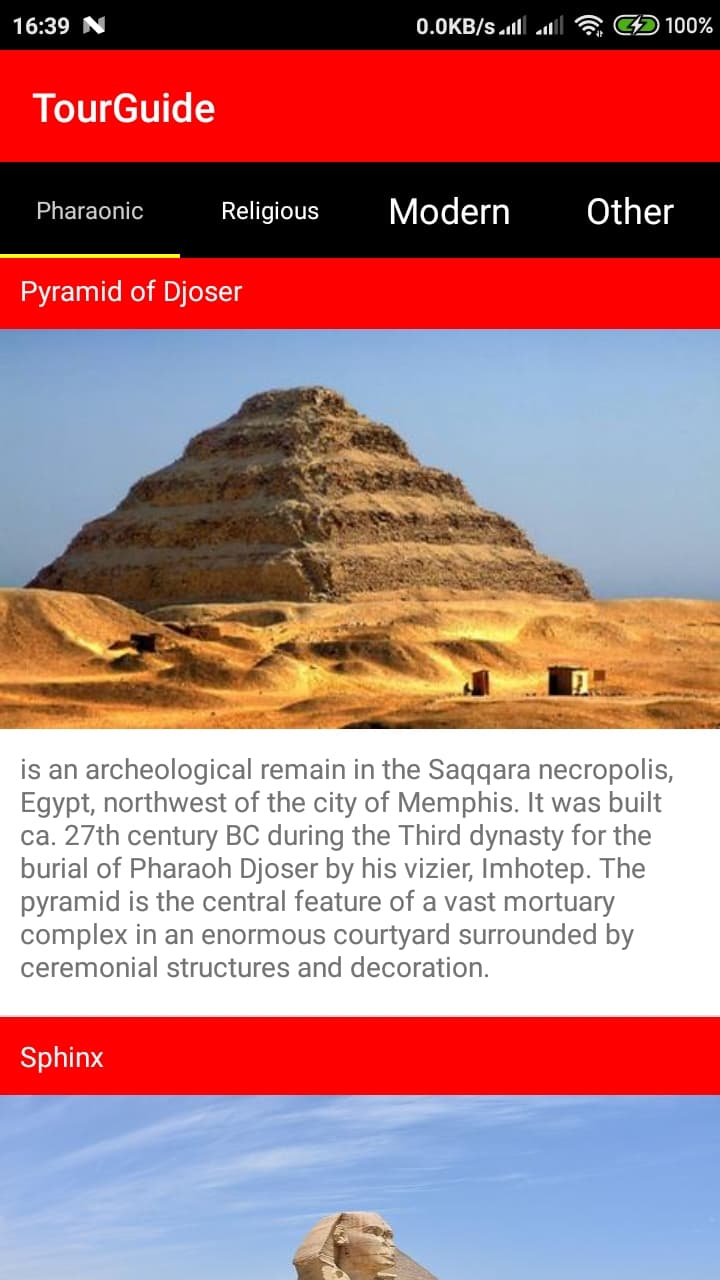 16:39 0.0KB/s 100%
TourGuide
Pharaonic Religious Modern Other
Pyramid of Djoser
is an archeological remain in the Saqqara necropolis,
Egypt, northwest of the city of Memphis. It was built
ca. 27th century BC during the Third dynasty for the
burial of Pharaoh Djoser by his vizier, Imhotep. The
pyramid is the central feature of a vast mortuary
complex in an enormous courtyard surrounded by
ceremonial structures and decoration.
Sphinx